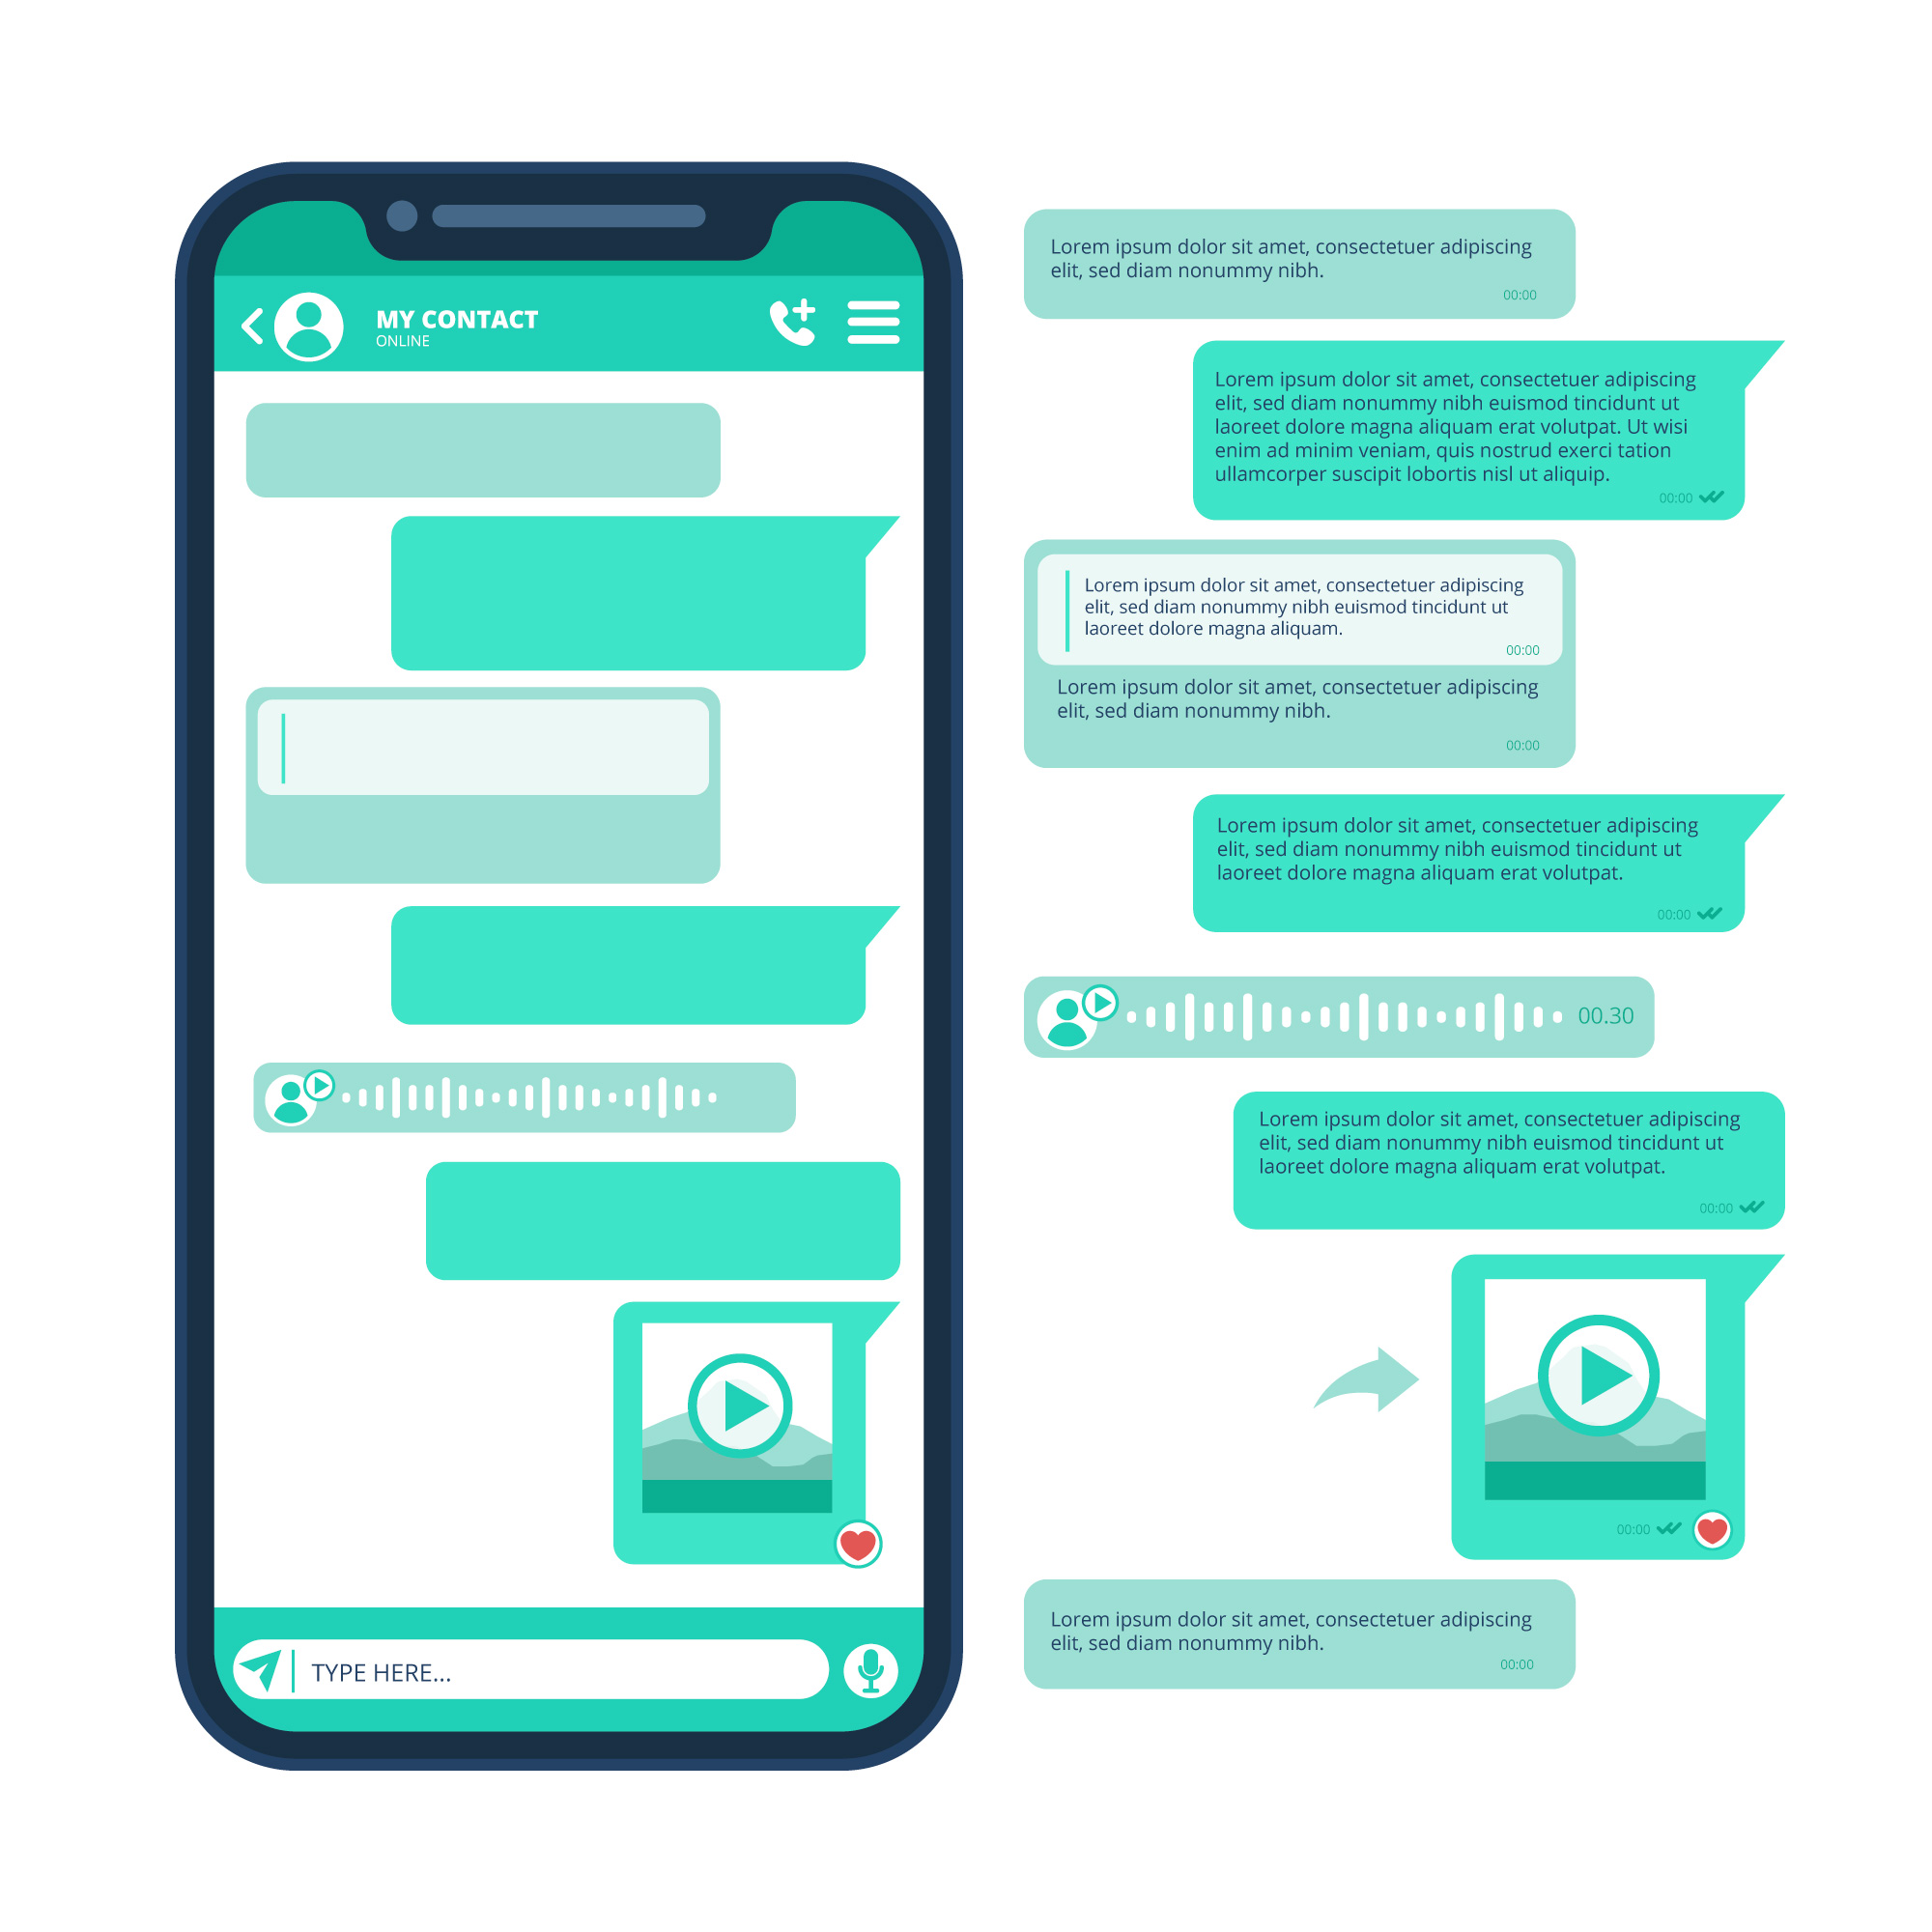 MY CONTACT
ONLINE
TYPE HERE...
Lorem ipsum dolor sit amet, consectetuer adipiscing
elit, sed diam nonummy nibh.
00:00
Lorem ipsum dolor sit amet, consectetuer adipiscing
elit, sed diam nonummy nibh euismod tincidunt ut
laoreet dolore magna aliquam erat volutpat. Ut wisi
enim ad minim veniam, quis nostrud exerci tation
ullamcorper suscipit lobortis nisl ut aliquip.
00:00
Lorem ipsum dolor sit amet, consectetuer adipiscing
elit, sed diam nonummy nibh euismod tincidunt ut
laoreet dolore magna aliquam.
00:00
Lorem ipsum dolor sit amet, consectetuer adipiscing
elit, sed diam nonummy nibh.
00:00
Lorem ipsum dolor sit amet, consectetuer adipiscing
elit, sed diam nonummy nibh euismod tincidunt ut
laoreet dolore magna aliquam erat volutpat.
00:00
00.30
Lorem ipsum dolor sit amet, consectetuer adipiscing
elit, sed diam nonummy nibh euismod tincidunt ut
laoreet dolore magna aliquam erat volutpat.
00:00
00:00
Lorem ipsum dolor sit amet, consectetuer adipiscing
elit, sed diam nonummy nibh.
00:00